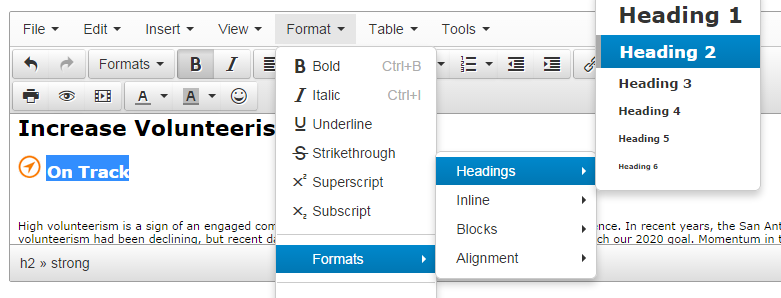 Heading 1
File Edit Insert View Format Table Tools
Heading 2
Formats B I
Bold Ctrl+B
Heading 3
A A
Italic Ctrl+I
Heading 4
Increase Volunteeris
Underline
Heading 5
Strikethrough
On Track
Headings
Heading 6
Superscript
Inline
Subscript
High volunteerism is a sign of an engaged com
ence. In recent years, the San Ant
Blocks
volunteerism had been declining, but recent da
ch our 2020 goal. Momentum in t
h2 » strong
Formats
Alignment